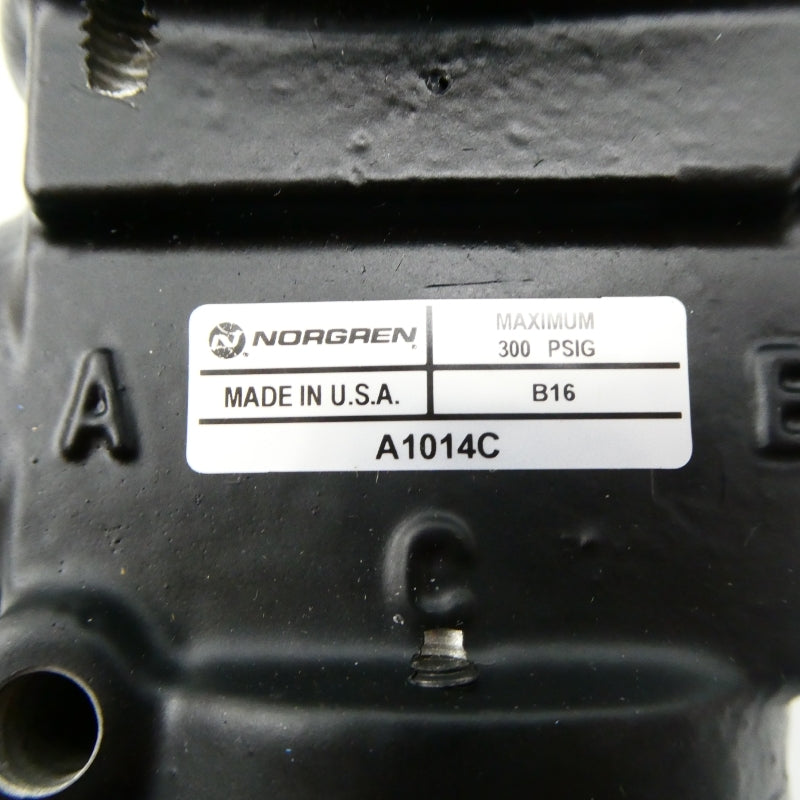 NORGREN®
MAXIMUM
300 PSIG
MADE IN U.S.A.
B16
A1014C
A
B
C